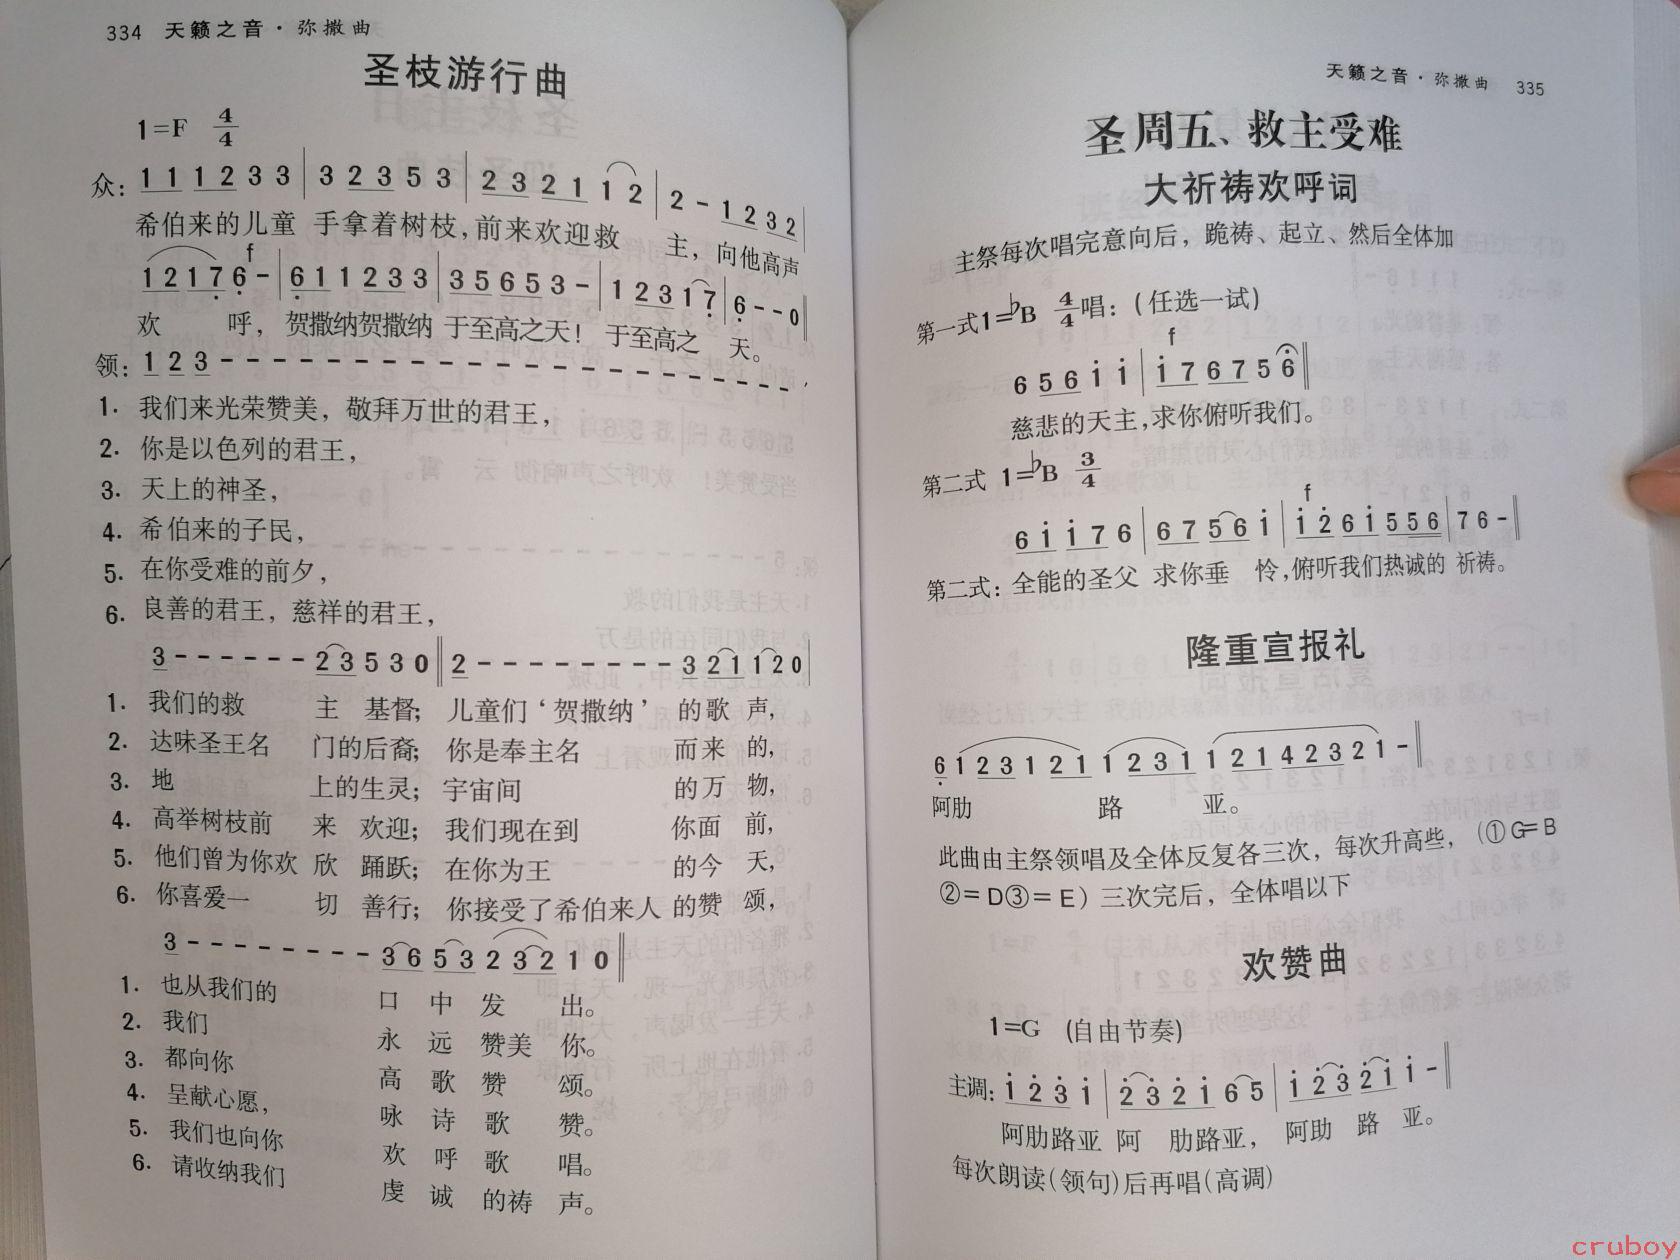 334 天籁之音·弥撒曲
圣枝游行曲
1=F 4/4
众: 1 1 1 2 3 3 | 3 2 3 5 3 | 2 3 2 1 1 2 | 2 - 1 2 3 2 |
希伯来的儿童 手拿着树枝,前来欢迎救 主,向他高声
f
1 2 1 7 6 - | 6 1 1 2 3 3 | 3 5 6 5 3 - | 1 2 3 1 7 | 6 - - 0 ‖
欢 呼,贺撒纳贺撒纳 于至高之天! 于至高之 天。
领: 1 2 3 - - - - - - - - - - - - - - - - - - - - - - - - - - - - - ,
1. 我们来光荣赞美,敬拜万世的君王,
2. 你是以色列的君王,
3. 天上的神圣,
4. 希伯来的子民,
5. 在你受难的前夕,
6. 良善的君王,慈祥的君王,
3 - - - - - - 2 3 5 3 0 ‖ 2 - - - - - - - - 3 2 1 1 2 0 |
1. 我们的救 主 基督; 儿童们‘贺撒纳’ 的歌 声,
2. 达味圣王名 门的后裔; 你是奉主名 而来 的,
3. 地 上的生灵; 宇宙间 的万 物,
4. 高举树枝前 来 欢迎; 我们现在到 你面 前,
5. 他们曾为你欢 欣 踊跃; 在你为王 的今 天,
6. 你喜爱一 切 善行; 你接受了希伯来人 的赞 颂,
3 - - - - - - - - 3 6 5 3 2 3 2 1 0 ‖
1. 也从我们的 口 中 发 出。
2. 我们 永 远 赞美 你。
3. 都向你 高 歌 赞 颂。
4. 呈献心愿, 咏 诗 歌 赞。
5. 我们也向你 欢 呼 歌 唱。
6. 请收纳我们 虔 诚 的祷 声。
天籁之音·弥撒曲 335
圣周五、救主受难
大祈祷欢呼词
主祭每次唱完意向后,跪祷、起立、然后全体加
第一式1=♭B 4/4 唱:(任选一试)
f
6 5 6 i i | i 7 6 7 5 6 ‖
慈悲的天主,求你俯听我们。
第二式 1=♭B 3/4
f
6 i i 7 6 | 6 7 5 6 i | i 2 6 i 5 5 6 | 7 6 - ‖
第二式: 全能的圣父 求你垂 怜,俯听我们热诚的 祈祷。
隆重宣报礼
6 1 2 3 1 2 1 1 2 3 1 1 2 1 4 2 3 2 1 - ‖
阿肋 路 亚。
此曲由主祭领唱及全体反复各三次,每次升高些,(①G=B
②=D③=E)三次完后,全体唱以下
欢赞曲
1=G (自由节奏)
主调: i 2 3 i | 2 3 2 i 6 5 | i 2 3 2 i i - ‖
阿肋路亚 阿 肋路亚, 阿助 路 亚。
每次朗读(领句)后再唱(高调)
cruboy